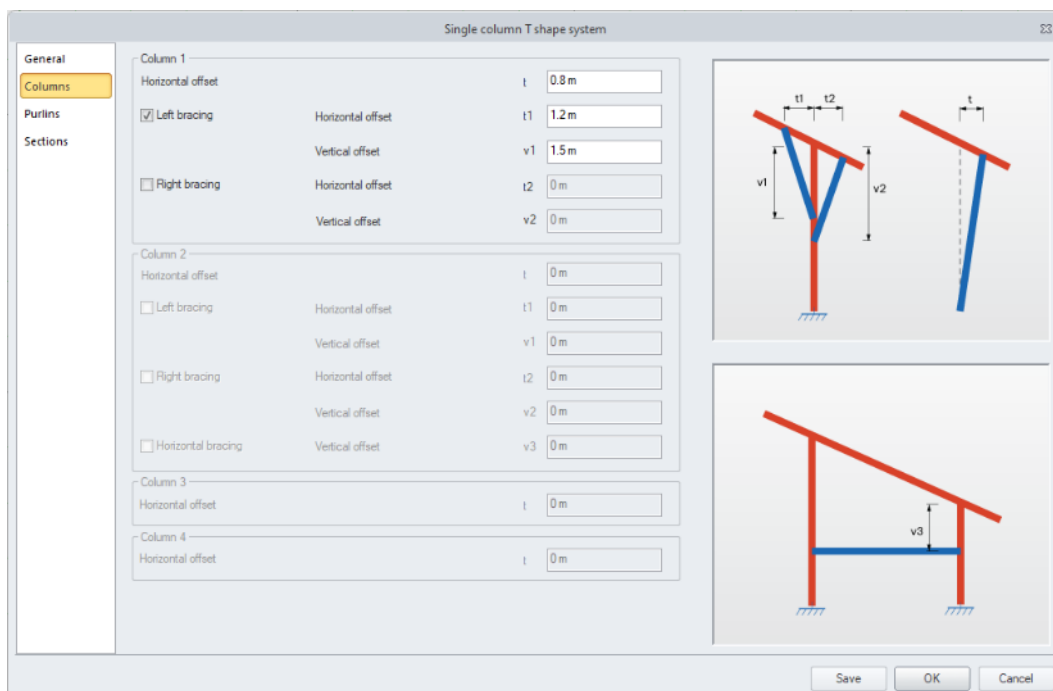 Single column T shape system
General
Columns
Purlins
Sections
Column 1
Horizontal offset t 0.8 m
Left bracing Horizontal offset t1 1.2 m
Vertical offset v1 1.5 m
Right bracing Horizontal offset t2 0 m
Vertical offset v2 0 m
Column 2
Horizontal offset t 0 m
Left bracing Horizontal offset t1 0 m
Vertical offset v1 0 m
Right bracing Horizontal offset t2 0 m
Vertical offset v2 0 m
Horizontal bracing Vertical offset v3 0 m
Column 3
Horizontal offset t 0 m
Column 4
Horizontal offset t 0 m
t1 t2 t
v1 v2
v3
Save OK Cancel